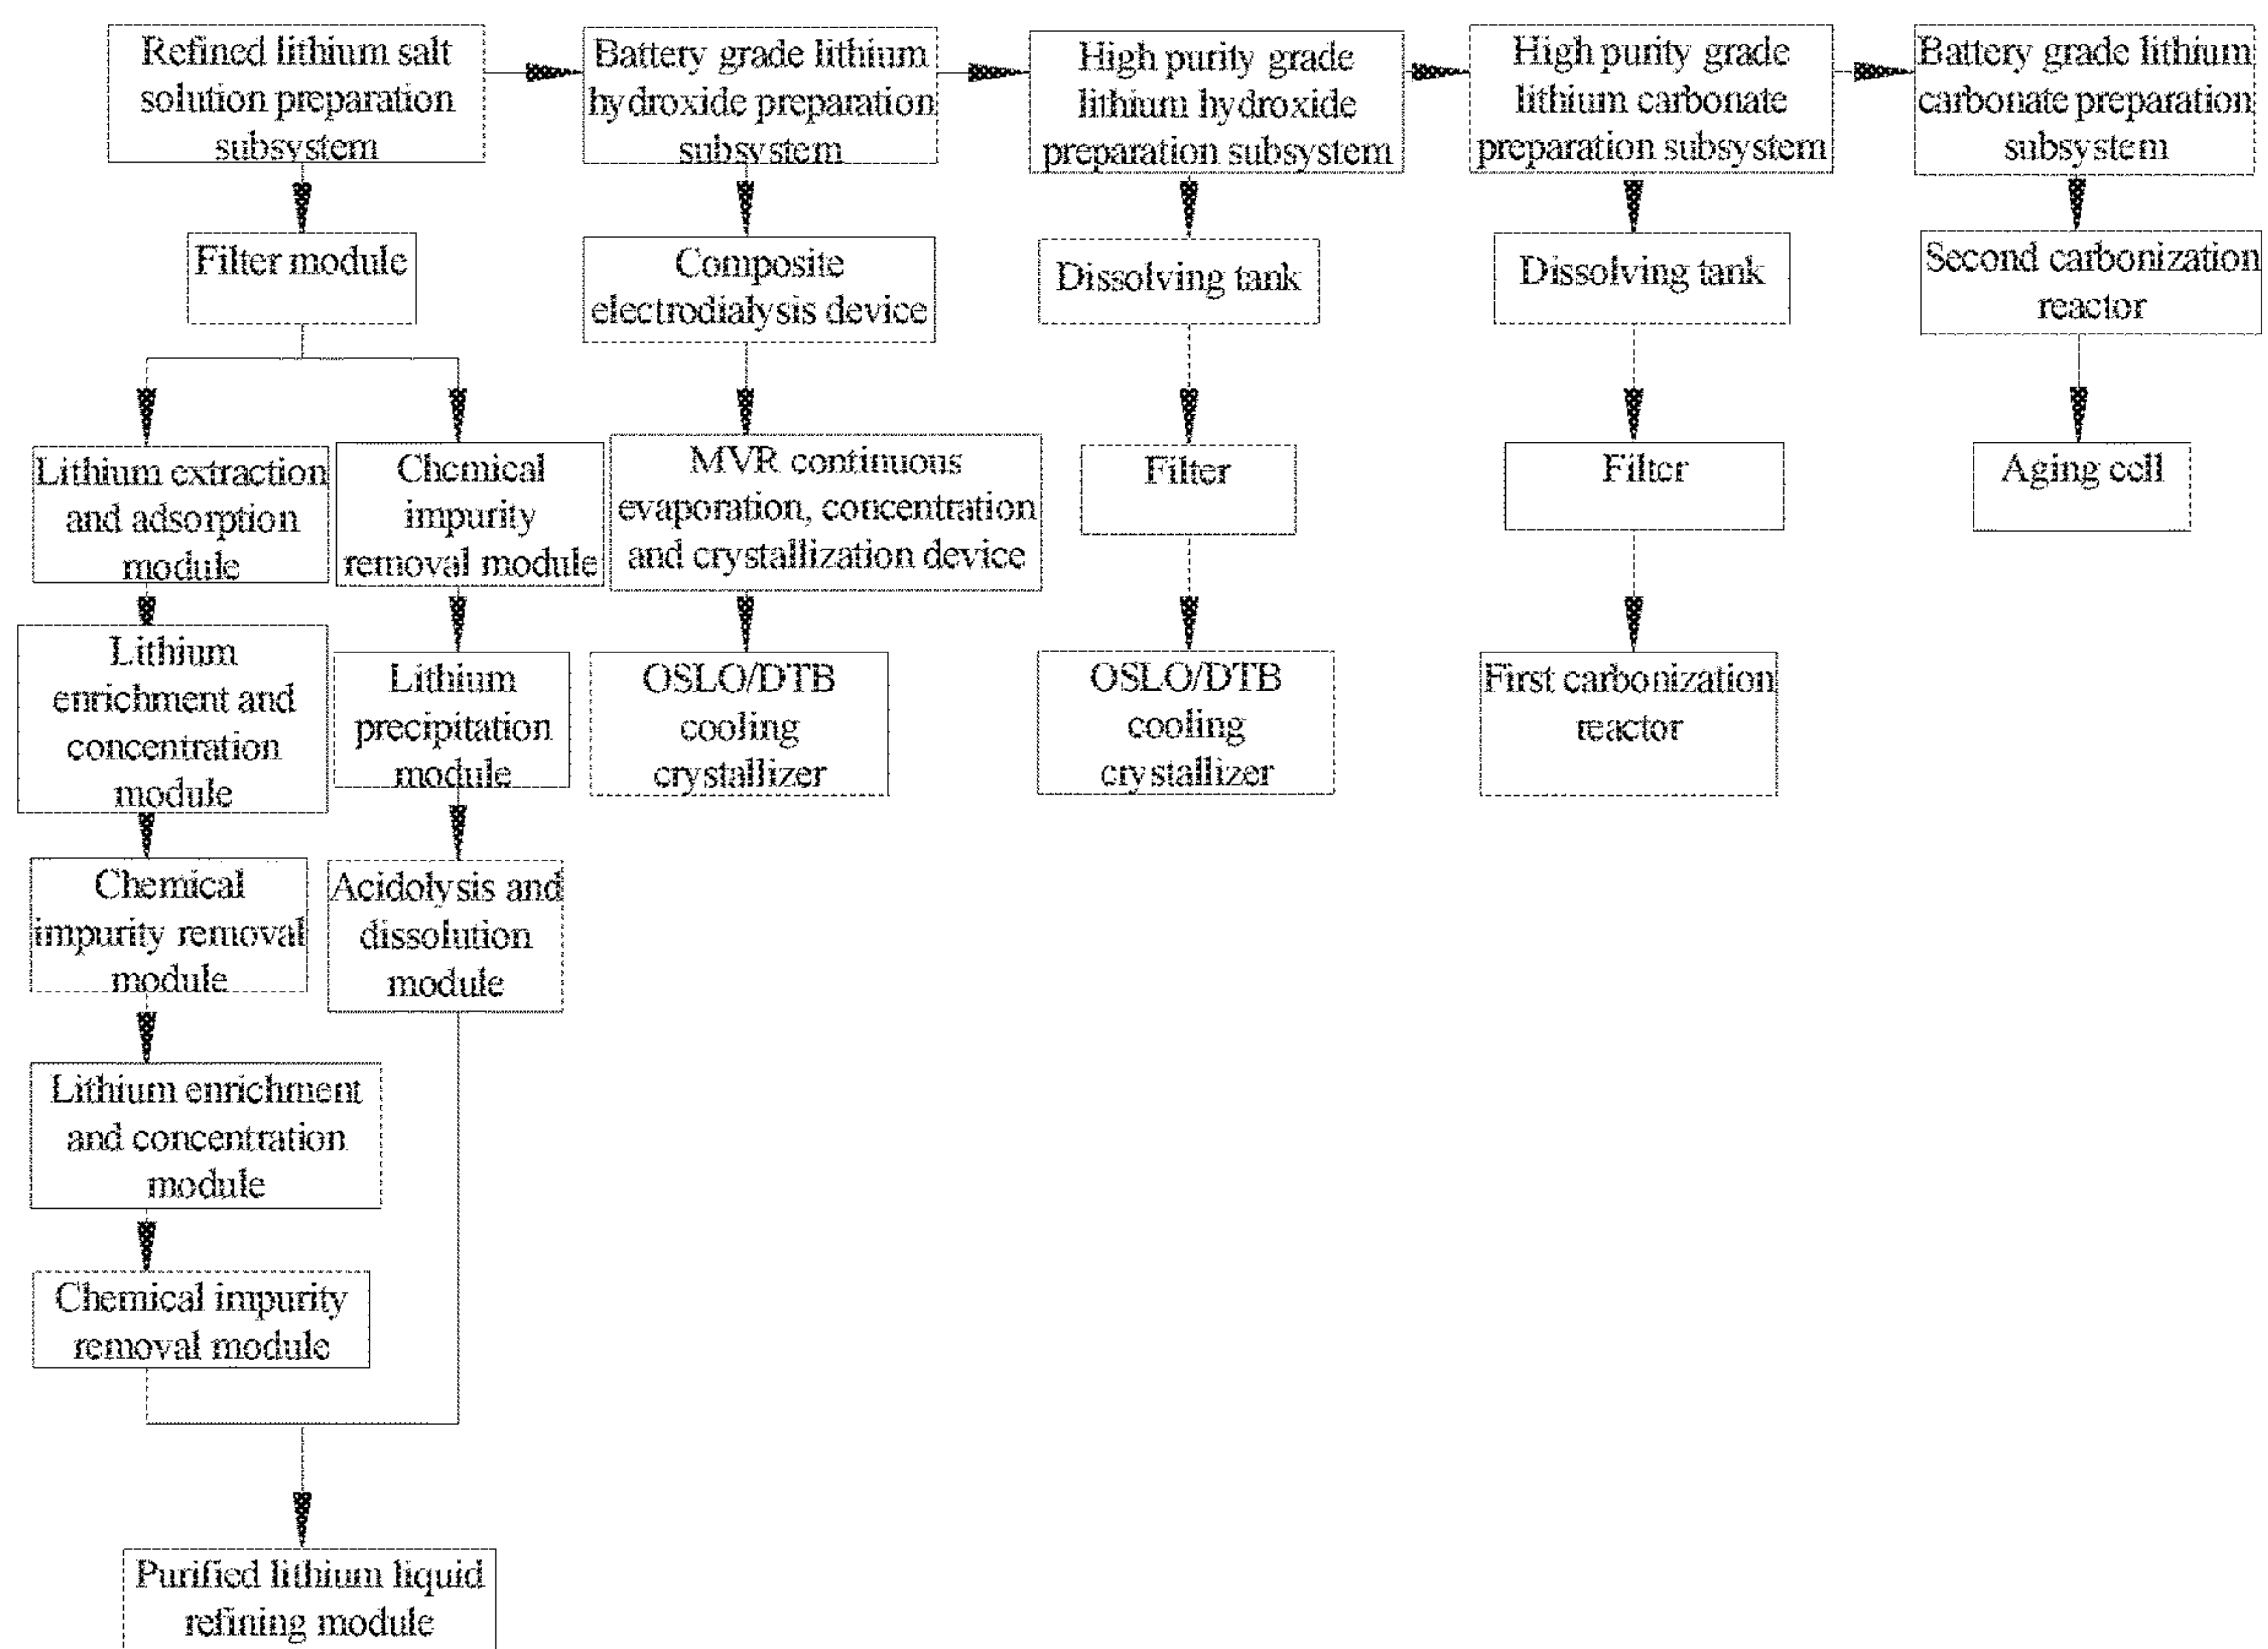 Refined lithium salt
solution preparation
subsystem
Battery grade lithium
hydroxide preparation
subsystem
High purity grade
lithium hydroxide
preparation subsystem
High purity grade
lithium carbonate
preparation subsystem
Battery grade lithium
carbonate preparation
subsystem
Filter module
Composite
electrodialysis device
Dissolving tank
Dissolving tank
Second carbonization
reactor
Lithium extraction
and adsorption
module
Chemical
impurity
removal module
MVR continuous
evaporation, concentration
and crystallization device
Filter
Filter
Aging cell
Lithium
enrichment and
concentration
module
Lithium
precipitation
module
OSLO/DTB
cooling
crystallizer
OSLO/DTB
cooling
crystallizer
First carbonization
reactor
Chemical
impurity removal
module
Acidolysis and
dissolution
module
Lithium enrichment
and concentration
module
Chemical impurity
removal module
Purified lithium liquid
refining module